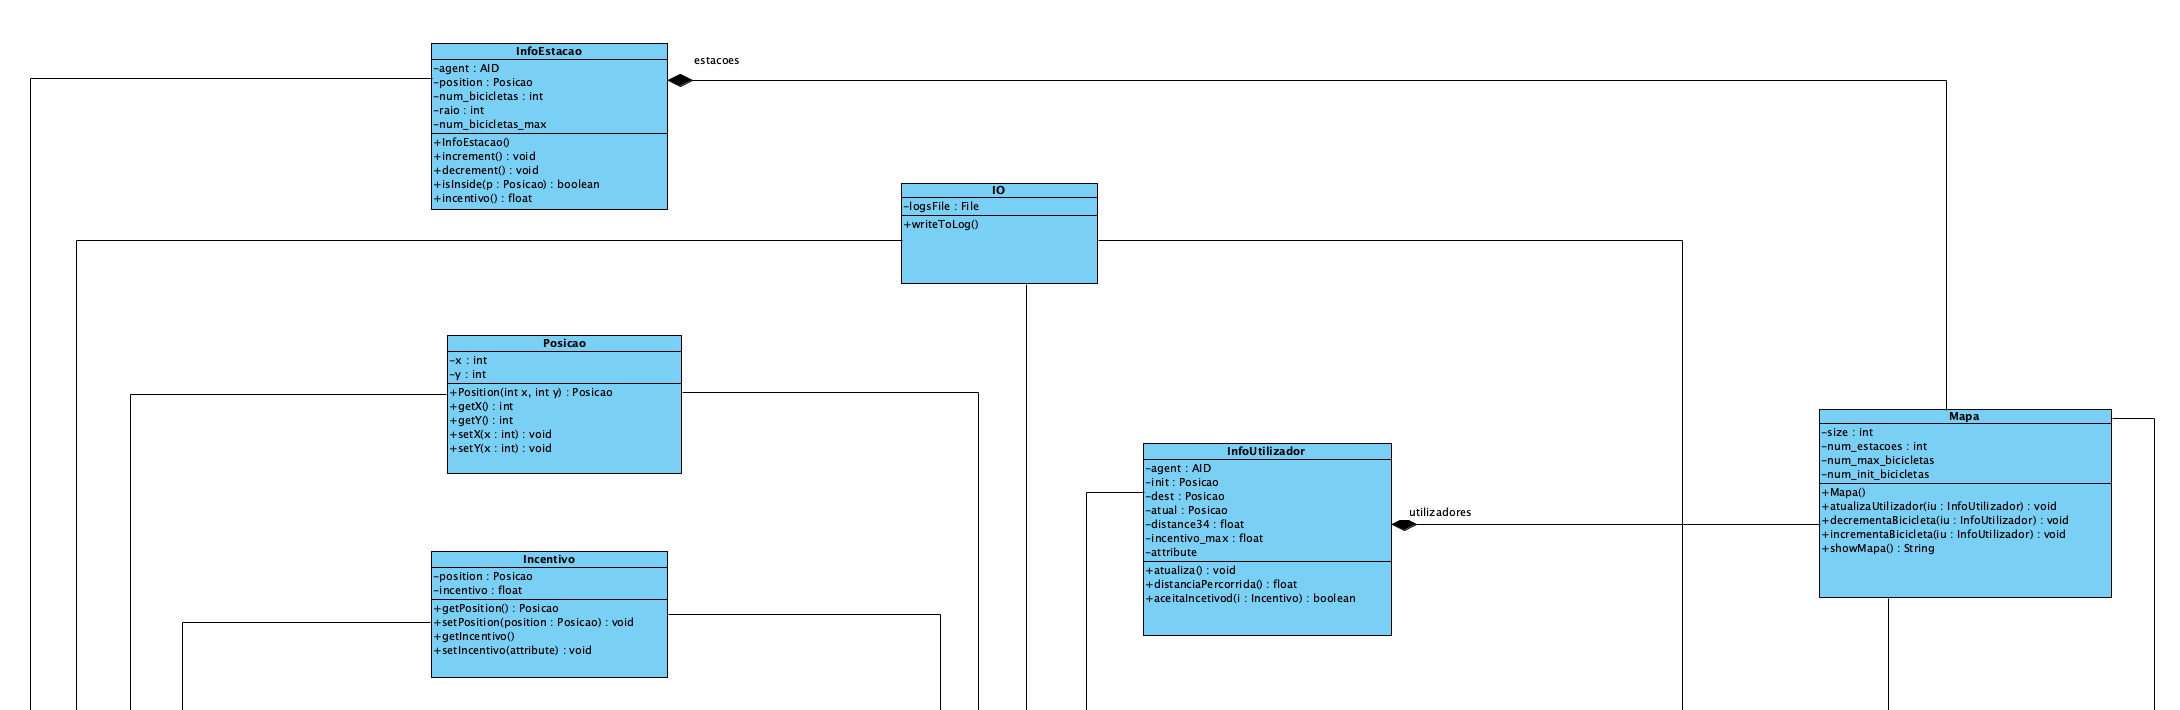 InfoEstacao
-agent : AID
-position : Posicao
-num_bicicletas : int
-raio : int
-num_bicicletas_max
+InfoEstacao()
+increment() : void
+decrement() : void
+isInside(p : Posicao) : boolean
+incentivo() : float
estacoes
IO
-logsFile : File
+writeToLog()
Posicao
-x : int
-y : int
+Position(int x, int y) : Posicao
+getX() : int
+getY() : int
+setX(x : int) : void
+setY(x : int) : void
InfoUtilizador
-agent : AID
-init : Posicao
-dest : Posicao
-atual : Posicao
-distance34 : float
-incentivo_max : float
-attribute
+atualiza() : void
+distanciaPercorrida() : float
+aceitaIncetivod(i : Incentivo) : boolean
utilizadores
Mapa
-size : int
-num_estacoes : int
-num_max_bicicletas
-num_init_bicicletas
+Mapa()
+atualizaUtilizador(iu : InfoUtilizador) : void
+decrementaBicicleta(iu : InfoUtilizador) : void
+incrementaBicicleta(iu : InfoUtilizador) : void
+showMapa() : String
Incentivo
-position : Posicao
-incentivo : float
+getPosition() : Posicao
+setPosition(position : Posicao) : void
+getIncentivo()
+setIncentivo(attribute) : void